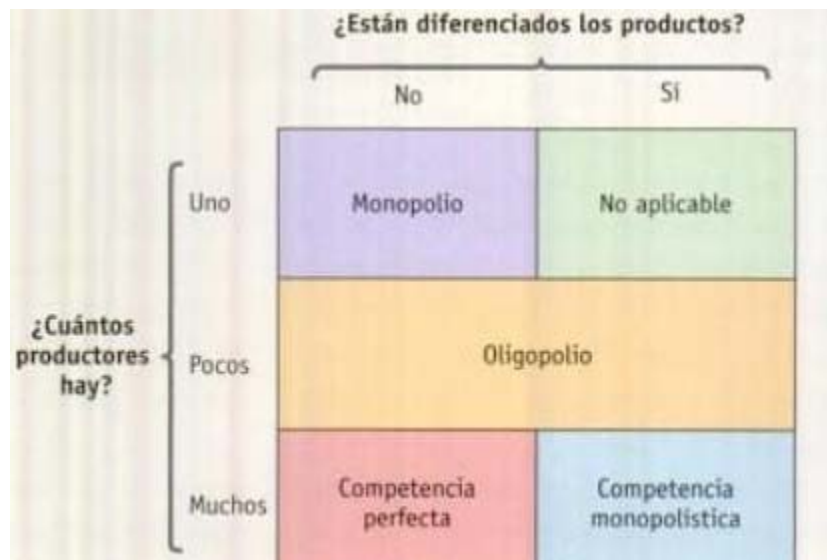 ¿Están diferenciados los productos?
No Sí
Uno Monopolio No aplicable
¿Cuántos
productores
hay?
Pocos Oligopolio
Muchos Competencia
perfecta
Competencia
monopolística